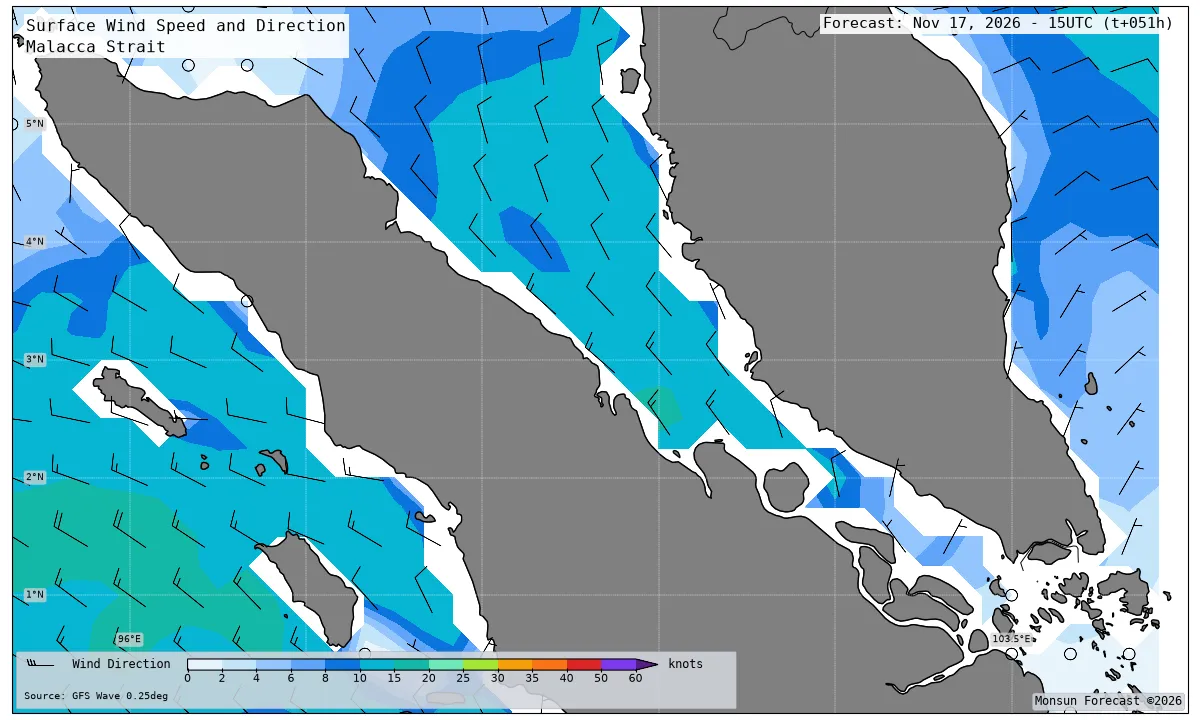 Surface Wind Speed and Direction
Malacca Strait
Forecast: Nov 17, 2026 - 15UTC (t+051h)
5°N
4°N
3°N
2°N
1°N
96°E
103.5°E
Wind Direction
knots
0 2 4 6 8 10 15 20 25 30 35 40 50 60
Source: GFS Wave 0.25deg
Monsun Forecast ©2026